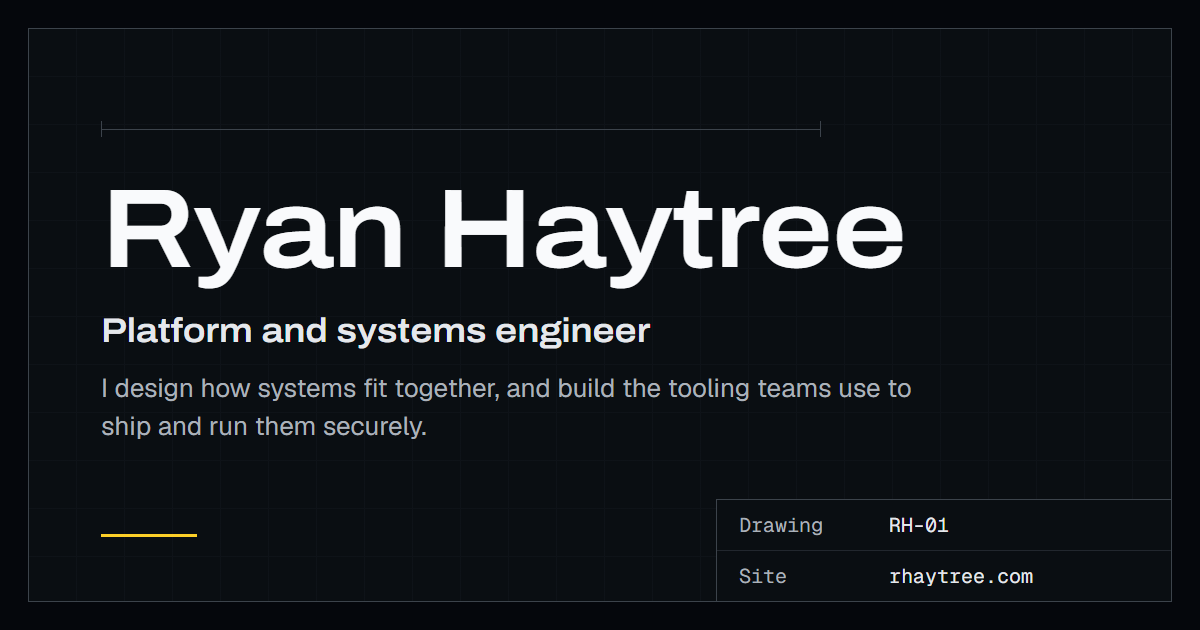 Ryan Haytree
Platform and systems engineer
I design how systems fit together, and build the tooling teams use to
ship and run them securely.
Drawing RH-01
Site rhaytree.com